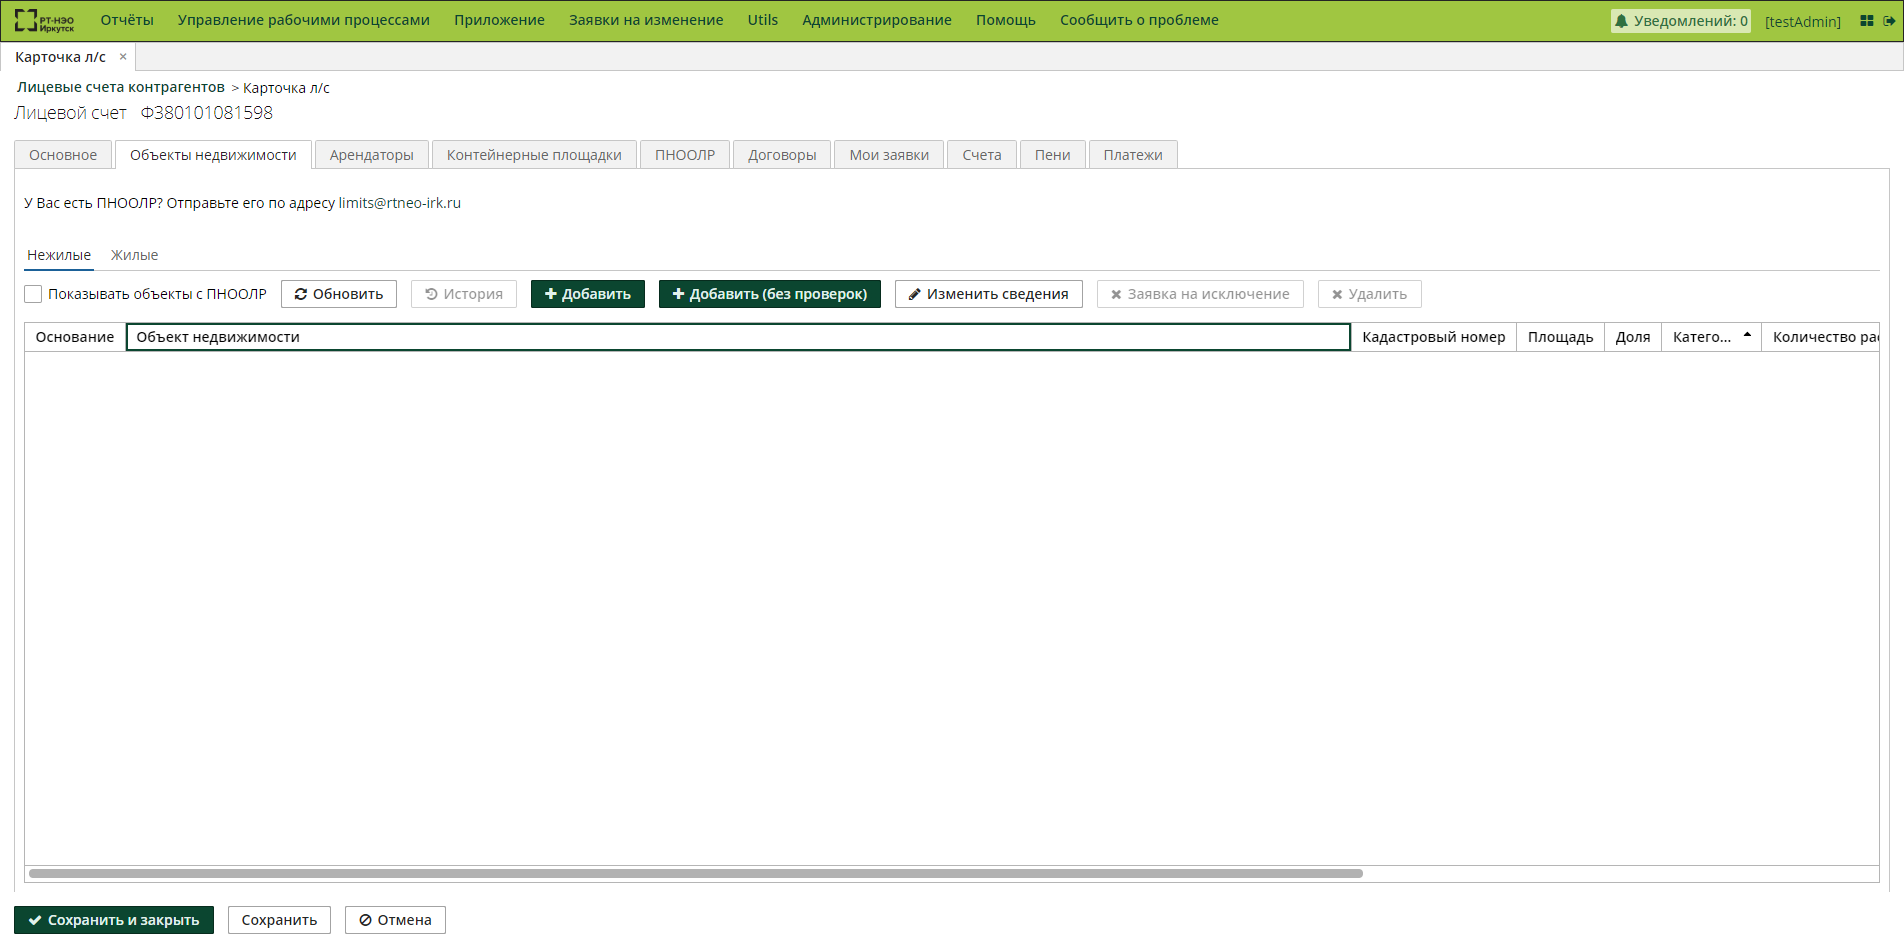 РТ-НЭО Иркутск Отчёты Управление рабочими процессами Приложение Заявки на изменение Utils Администрирование Помощь Сообщить о проблеме Уведомлений: 0 [testAdmin]
Карточка л/с ×
Лицевые счета контрагентов > Карточка л/с
Лицевой счет Ф380101081598
Основное Объекты недвижимости Арендаторы Контейнерные площадки ПНООЛР Договоры Мои заявки Счета Пени Платежи
У Вас есть ПНООЛР? Отправьте его по адресу limits@rtneo-irk.ru
Нежилые Жилые
Показывать объекты с ПНООЛР Обновить История Добавить Добавить (без проверок) Изменить сведения Заявка на исключение Удалить
Основание Объект недвижимости Кадастровый номер Площадь Доля Катего... Количество рас
Сохранить и закрыть Сохранить Отмена